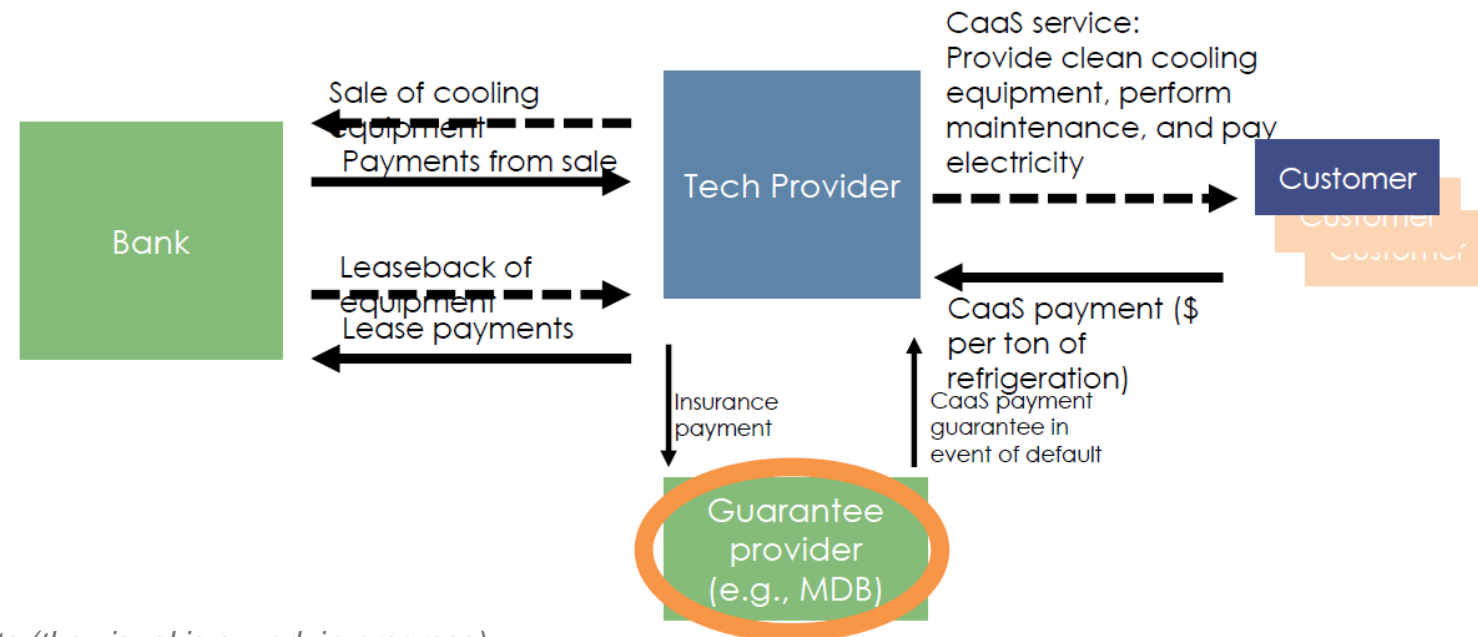 CaaS service:
Provide clean cooling
equipment, perform
maintenance, and pay
electricity
Sale of cooling
equipment
Payments from sale
Bank
Tech Provider
Customer
Customer
Customer
Leaseback of
equipment
Lease payments
CaaS payment ($
per ton of
refrigeration)
Insurance
payment
CaaS payment
guarantee in
event of default
Guarantee
provider
(e.g., MDB)